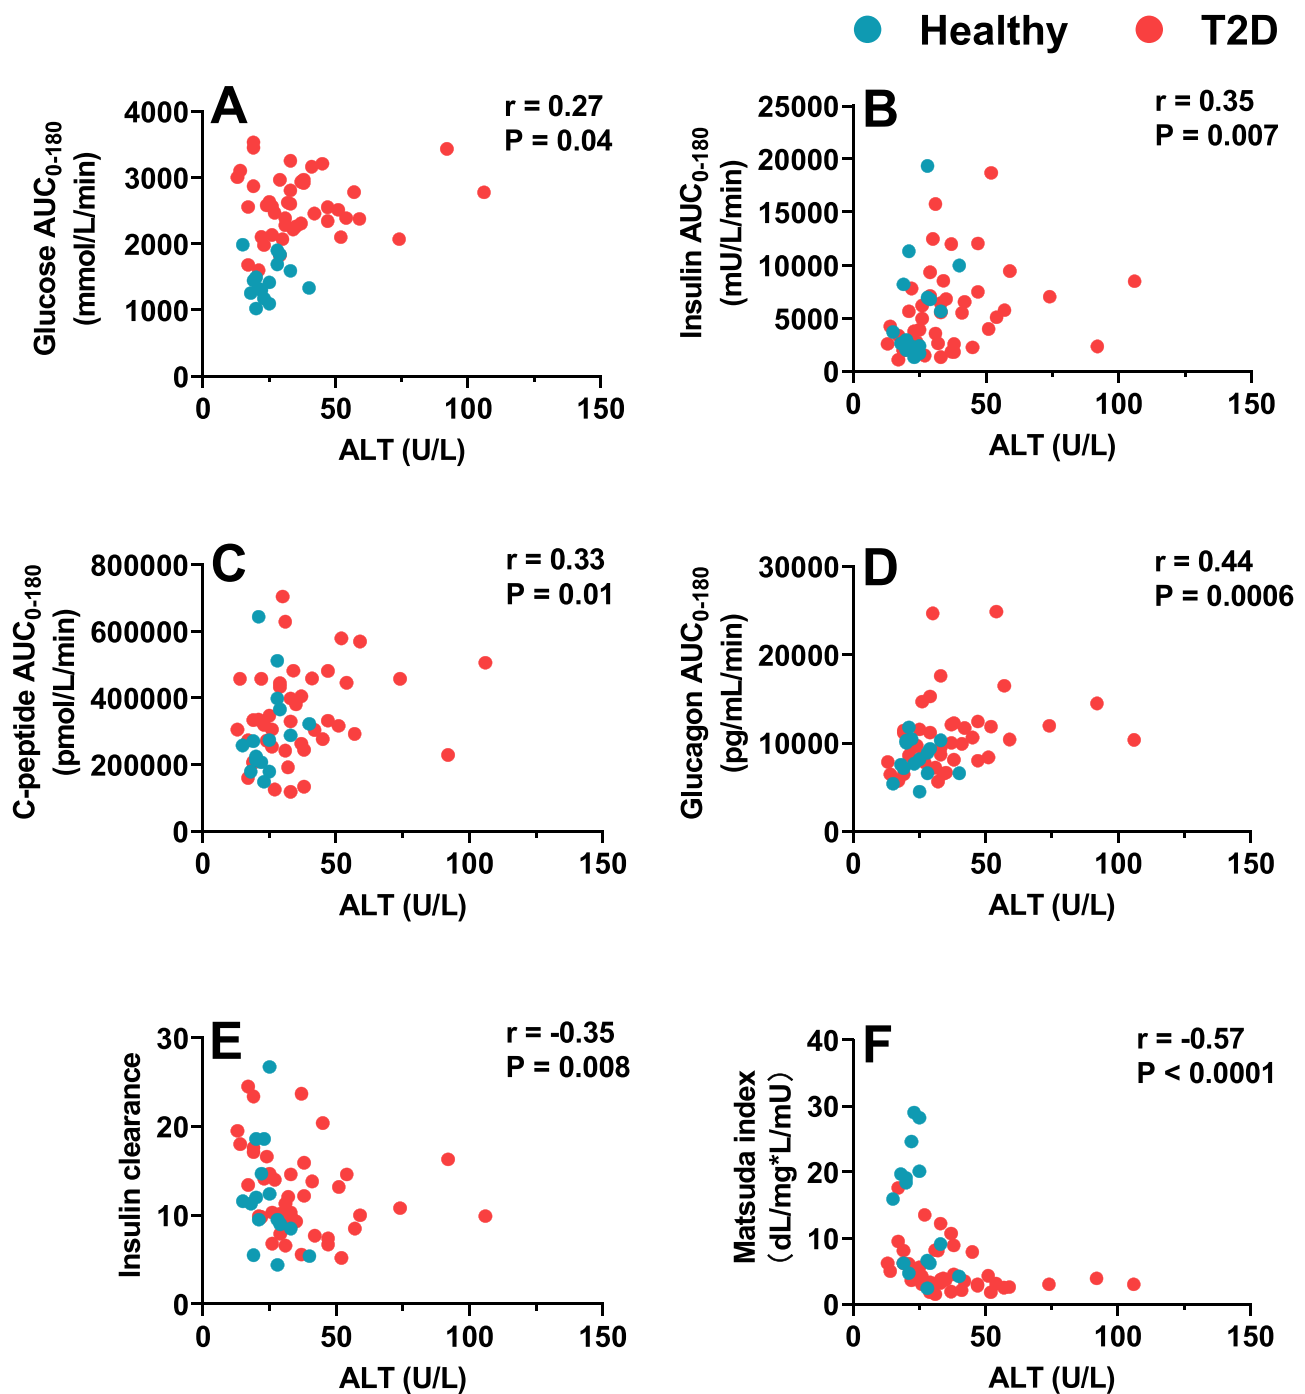 Healthy T2D
A
r = 0.27
P = 0.04
Glucose AUC0-180
(mmol/L/min)
4000
3000
2000
1000
0
0 50 100 150
ALT (U/L)
B
r = 0.35
P = 0.007
Insulin AUC0-180
(mU/L/min)
25000
20000
15000
10000
5000
0
0 50 100 150
ALT (U/L)
C
r = 0.33
P = 0.01
C-peptide AUC0-180
(pmol/L/min)
800000
600000
400000
200000
0
0 50 100 150
ALT (U/L)
D
r = 0.44
P = 0.0006
Glucagon AUC0-180
(pg/mL/min)
30000
20000
10000
0
0 50 100 150
ALT (U/L)
E
r = -0.35
P = 0.008
Insulin clearance
30
20
10
0
0 50 100 150
ALT (U/L)
F
r = -0.57
P < 0.0001
Matsuda index
（dL/mg*L/mU）
40
30
20
10
0
0 50 100 150
ALT (U/L)